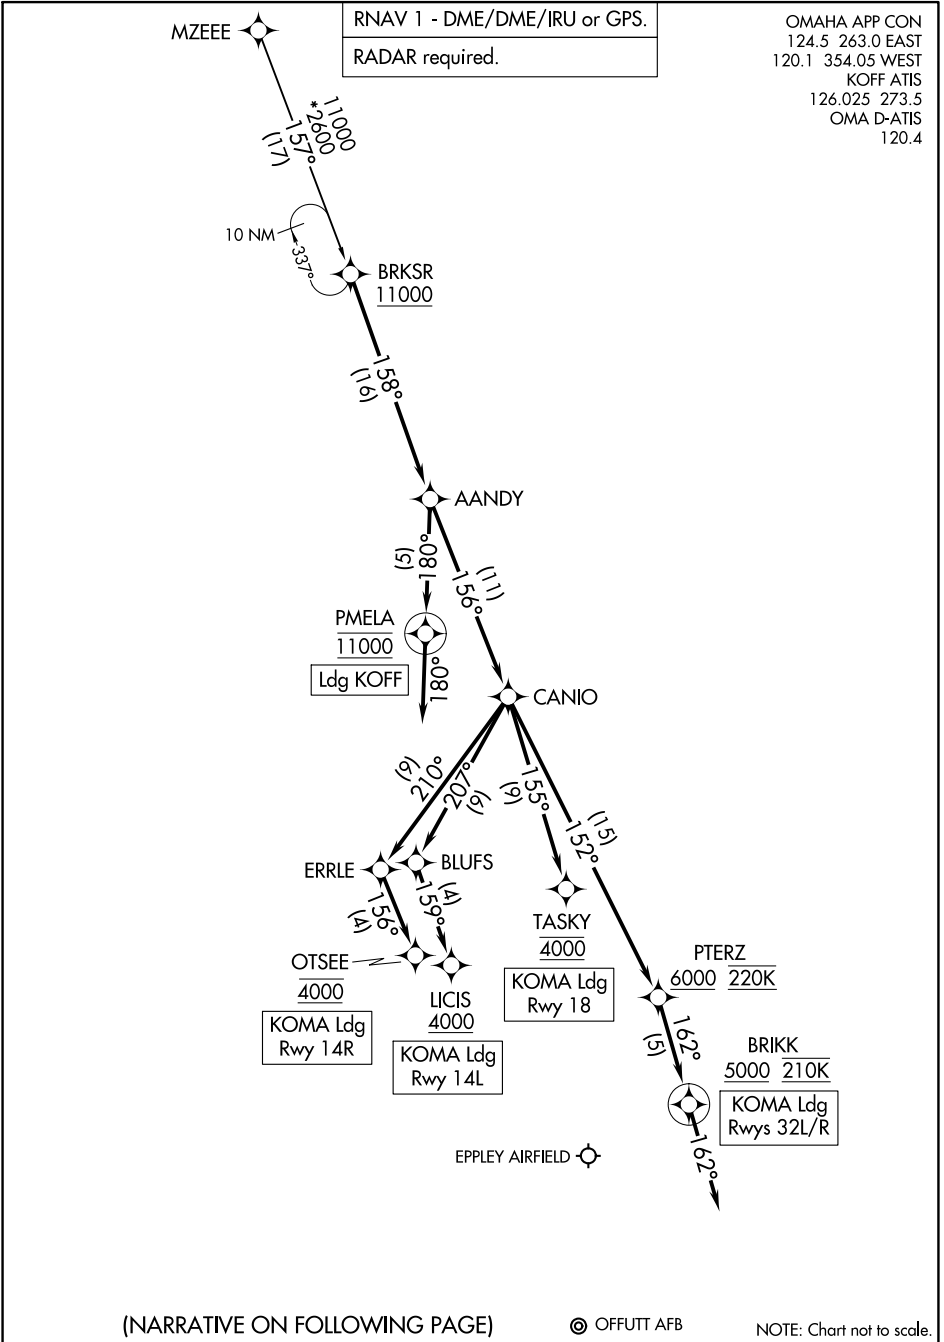 MZEEE
RNAV 1 - DME/DME/IRU or GPS.
RADAR required.
OMAHA APP CON
124.5 263.0 EAST
120.1 354.05 WEST
KOFF ATIS
126.025 273.5
OMA D-ATIS
120.4
11000
*2600
157°
(17)
10 NM
337°
BRKSR
11000
158°
(16)
AANDY
(5)
180°
(11)
156°
PMELA
11000
Ldg KOFF
180°
CANIO
(9)
210°
207°
(9)
155°
(9)
(15)
152°
ERRLE
BLUFS
156°
(4)
(4)
159°
OTSEE
4000
KOMA Ldg
Rwy 14R
LICIS
4000
KOMA Ldg
Rwy 14L
TASKY
4000
KOMA Ldg
Rwy 18
PTERZ
6000 220K
162°
(5)
BRIKK
5000 210K
KOMA Ldg
Rwys 32L/R
162°
EPPLEY AIRFIELD
(NARRATIVE ON FOLLOWING PAGE)
OFFUTT AFB
NOTE: Chart not to scale.